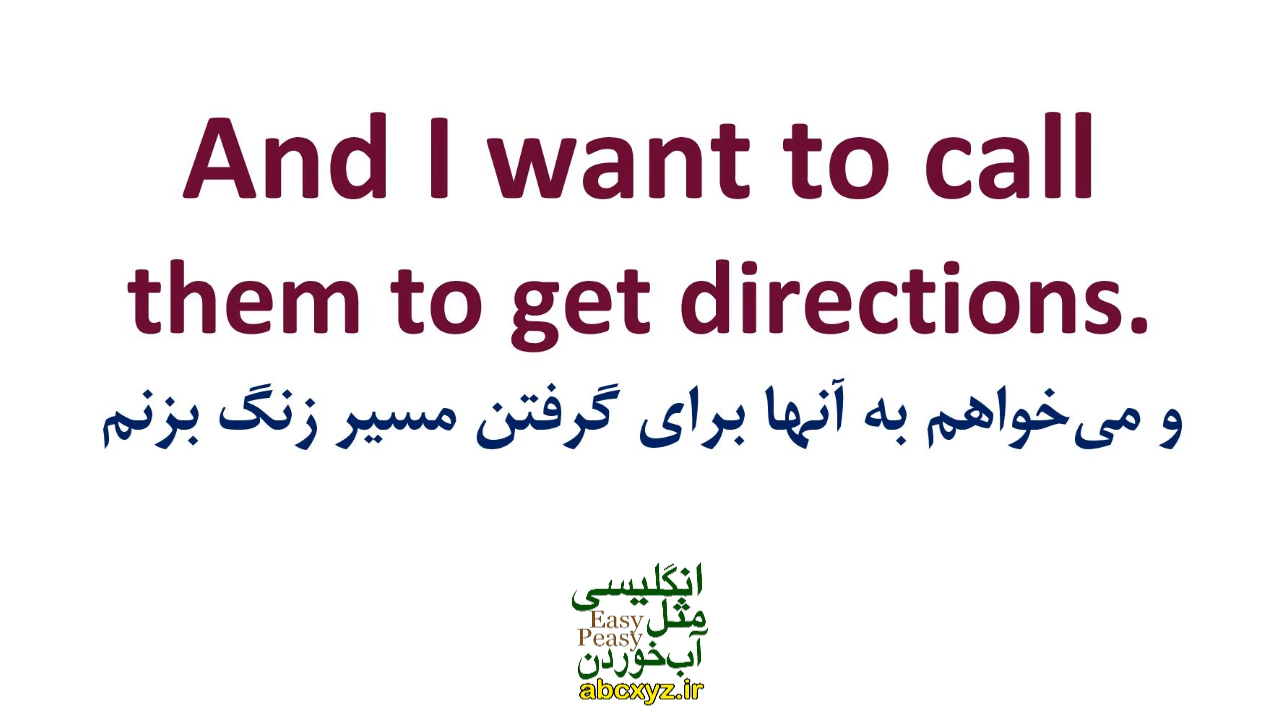 And I want to call
them to get directions.
و می‌خواهم به آنها برای گرفتن مسیر زنگ بزنم
انگلیسی
مثل
Easy
Peasy
آب‌خوردن
abcxyz.ir